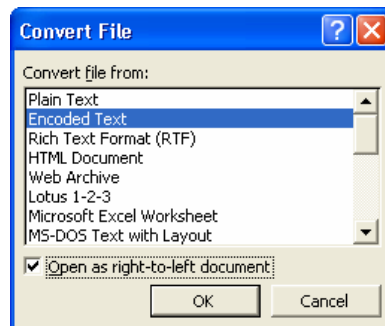 Convert File
Convert file from:
Plain Text
Encoded Text
Rich Text Format (RTF)
HTML Document
Web Archive
Lotus 1-2-3
Microsoft Excel Worksheet
MS-DOS Text with Layout
Open as right-to-left document
OK Cancel